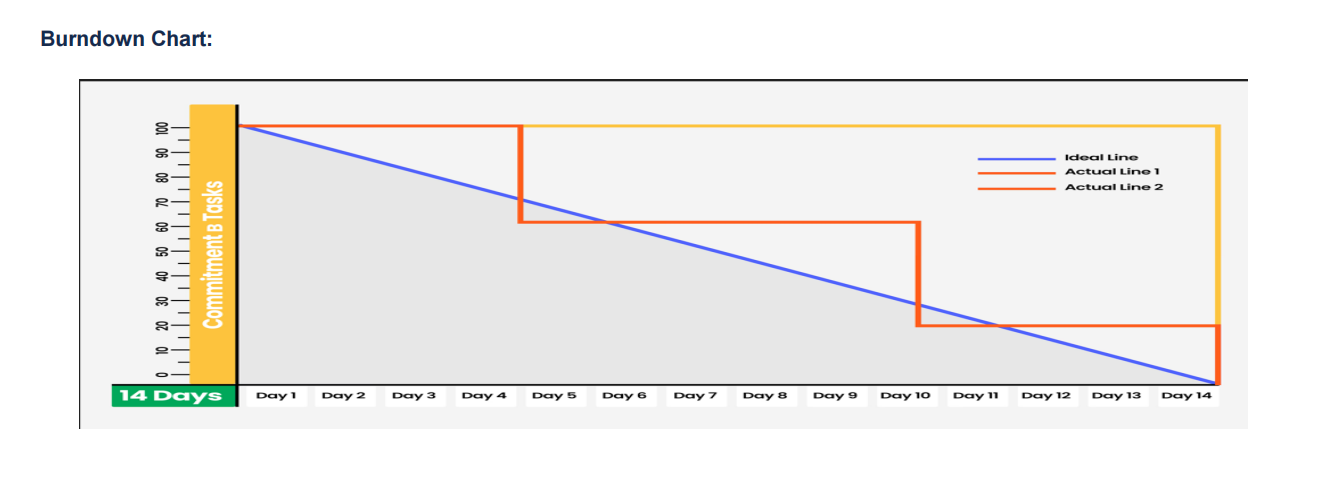 Burndown Chart:
100
90
80
70
60
50
40
30
20
10
0
Commitment B Tasks
Ideal Line
Actual Line 1
Actual Line 2
14 Days
Day 1 Day 2 Day 3 Day 4 Day 5 Day 6 Day 7 Day 8 Day 9 Day 10 Day 11 Day 12 Day 13 Day 14